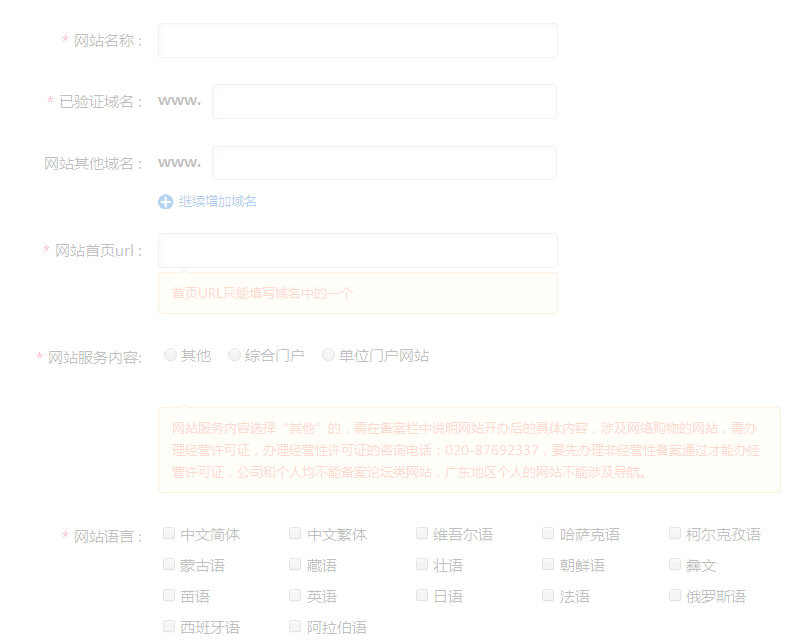 * 网站名称：
* 已验证域名： www.
网站其他域名： www.
继续增加域名
* 网站首页url：
首页URL只能填写域名中的一个
* 网站服务内容: 其他 综合门户 单位门户网站
网站服务内容选择“其他”的，需在备案栏中说明网站开办后的具体内容，涉及网络购物的网站，需办
理经营许可证，办理经营性许可证的咨询电话：020-87692337，要先办理非经营性备案通过才能办经
营许可证，公司和个人均不能备案论坛类网站，广东地区个人的网站不能涉及导航。
* 网站语言： 中文简体 中文繁体 维吾尔语 哈萨克语 柯尔克孜语
蒙古语 藏语 壮语 朝鲜语 彝文
苗语 英语 日语 法语 俄罗斯语
西班牙语 阿拉伯语